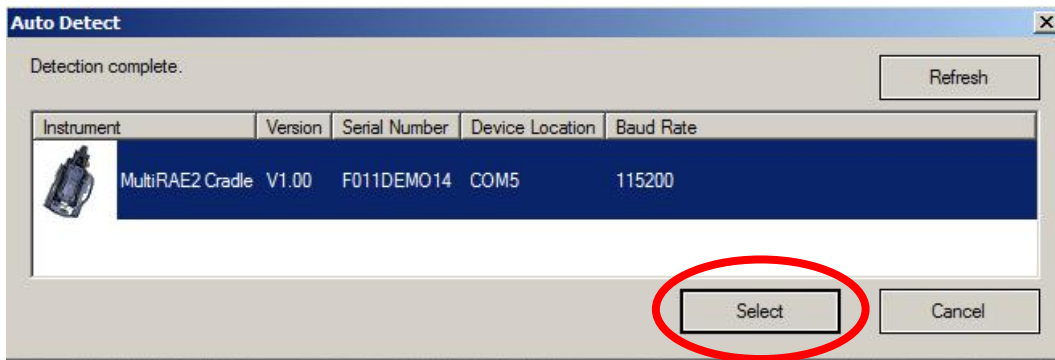 Auto Detect
Detection complete.
Refresh
Instrument Version Serial Number Device Location Baud Rate
MultiRAE2 Cradle V1.00 F011DEMO14 COM5 115200
Select Cancel